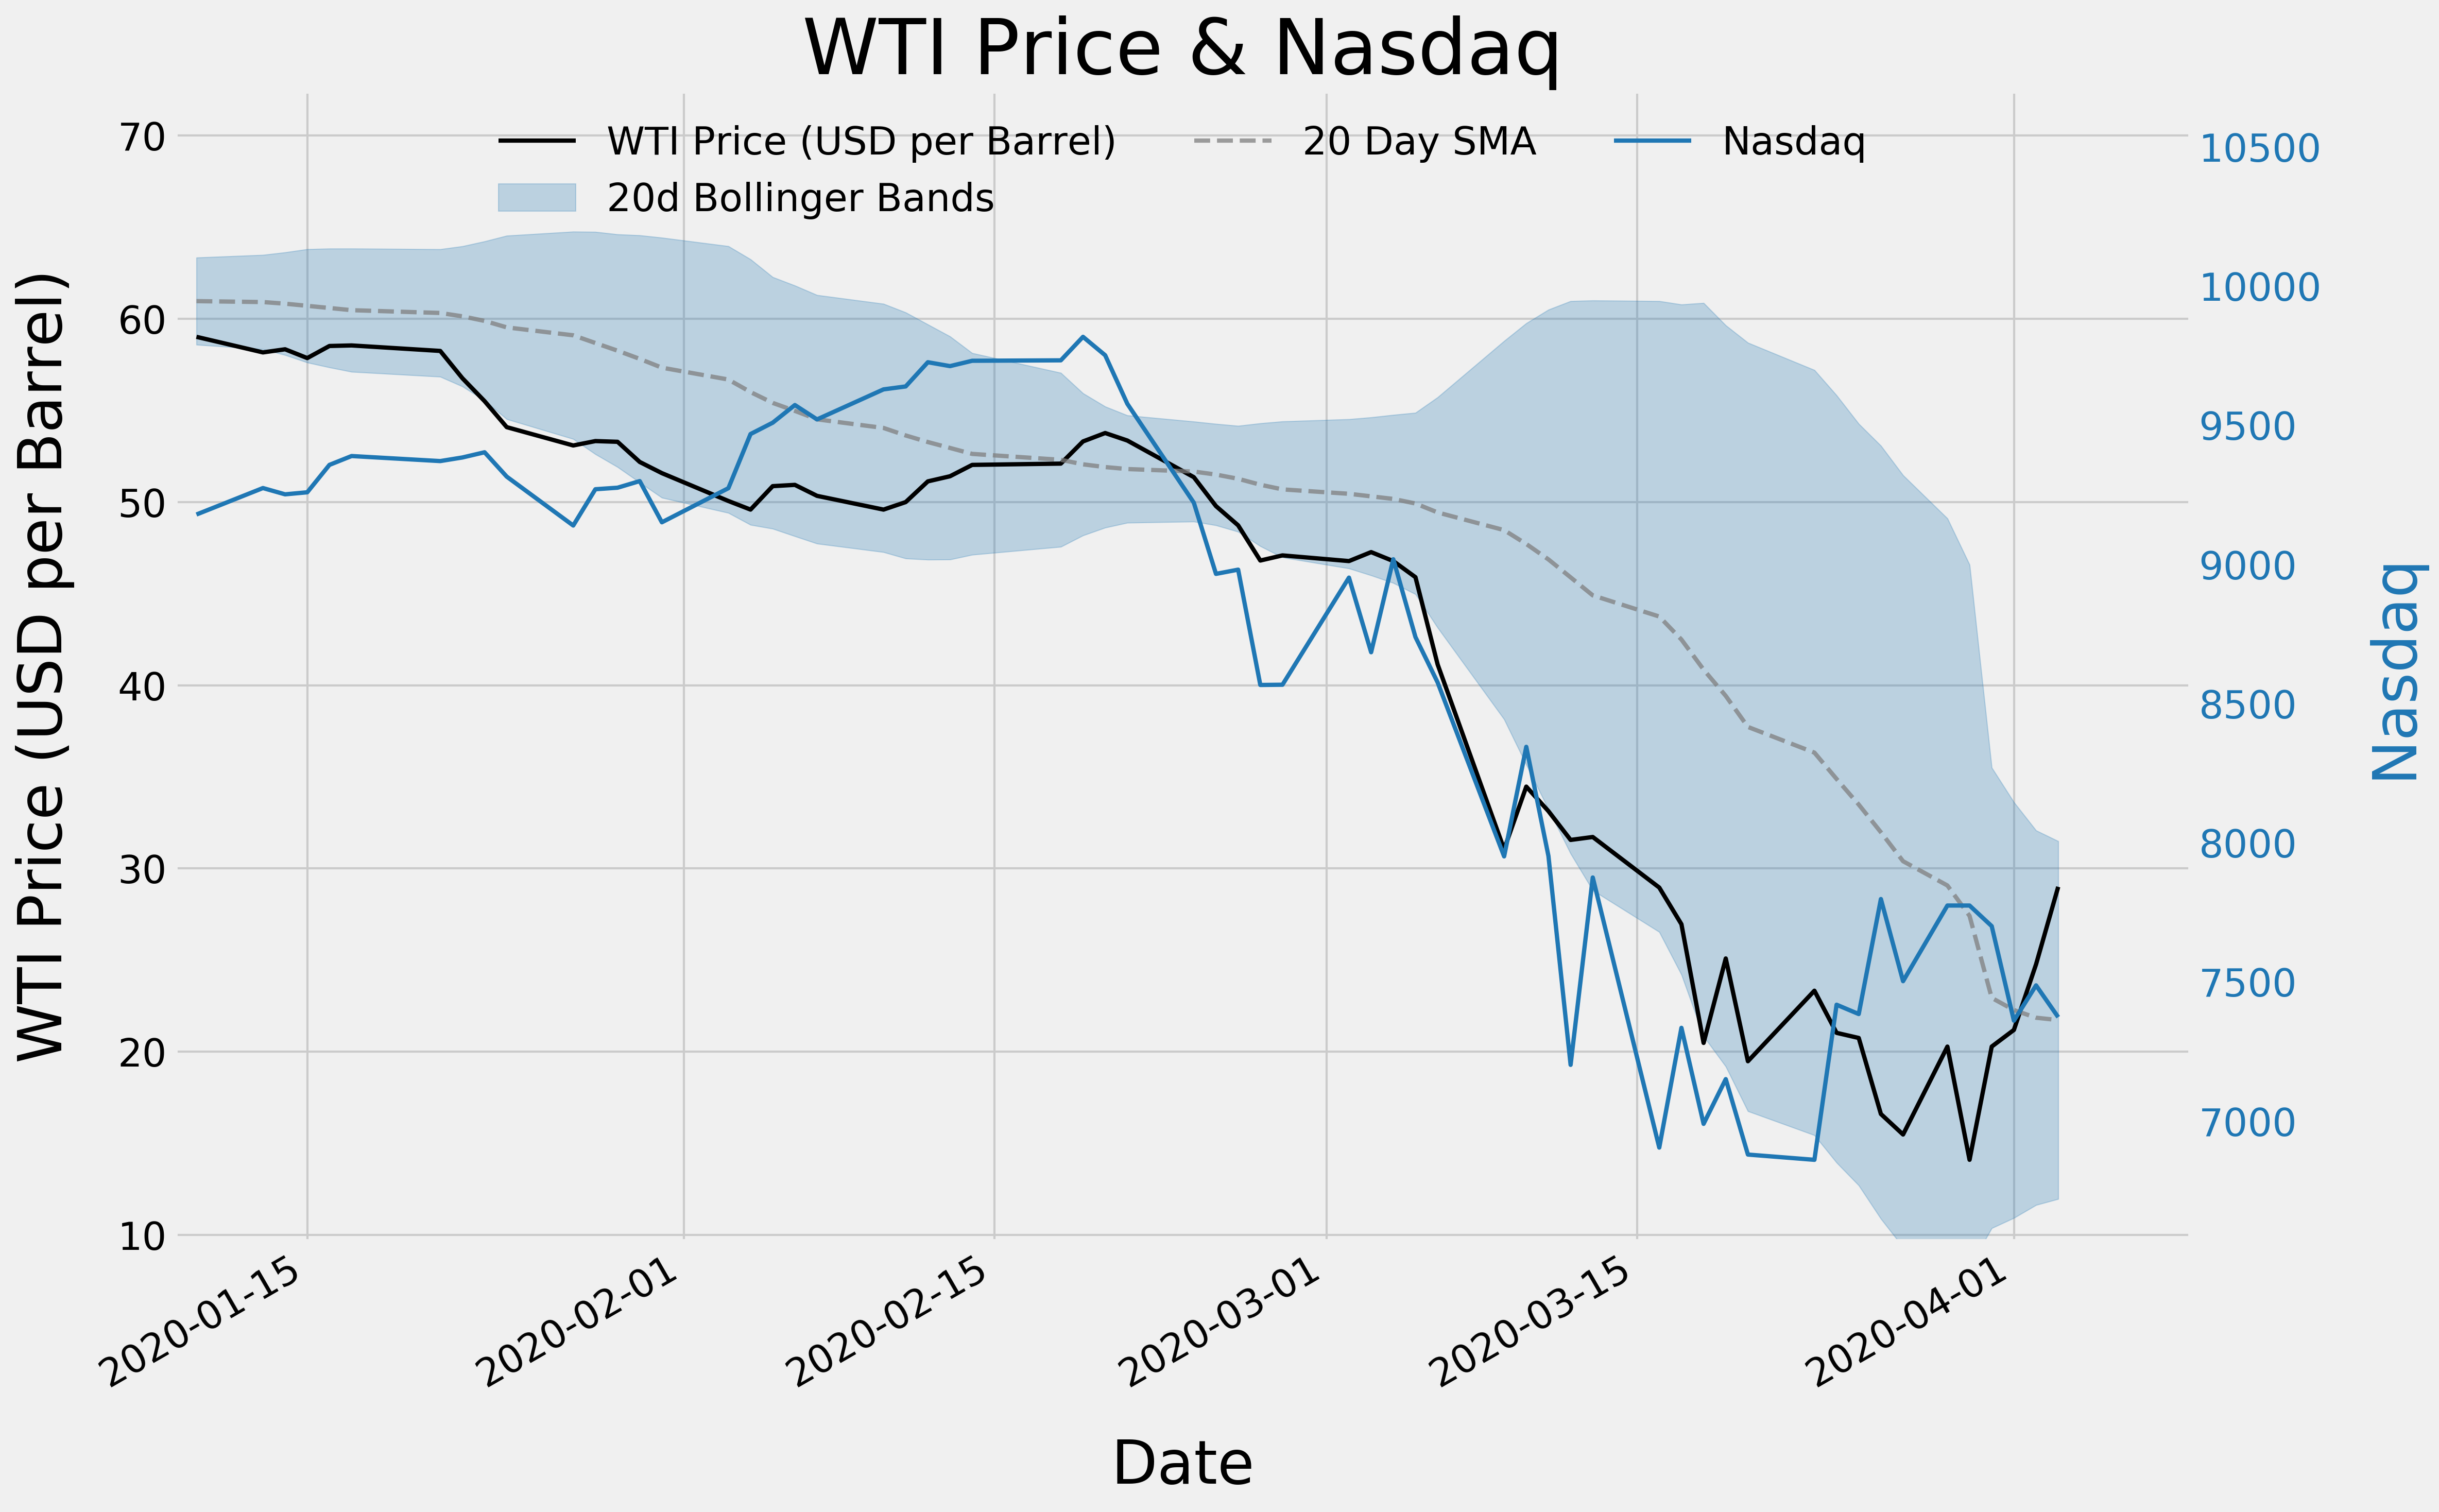 WTI Price & Nasdaq
WTI Price (USD per Barrel)
20 Day SMA
Nasdaq
20d Bollinger Bands
70
60
50
40
30
20
10
WTI Price (USD per Barrel)
10500
10000
9500
9000
8500
8000
7500
7000
Nasdaq
2020-01-15
2020-02-01
2020-02-15
2020-03-01
2020-03-15
2020-04-01
Date